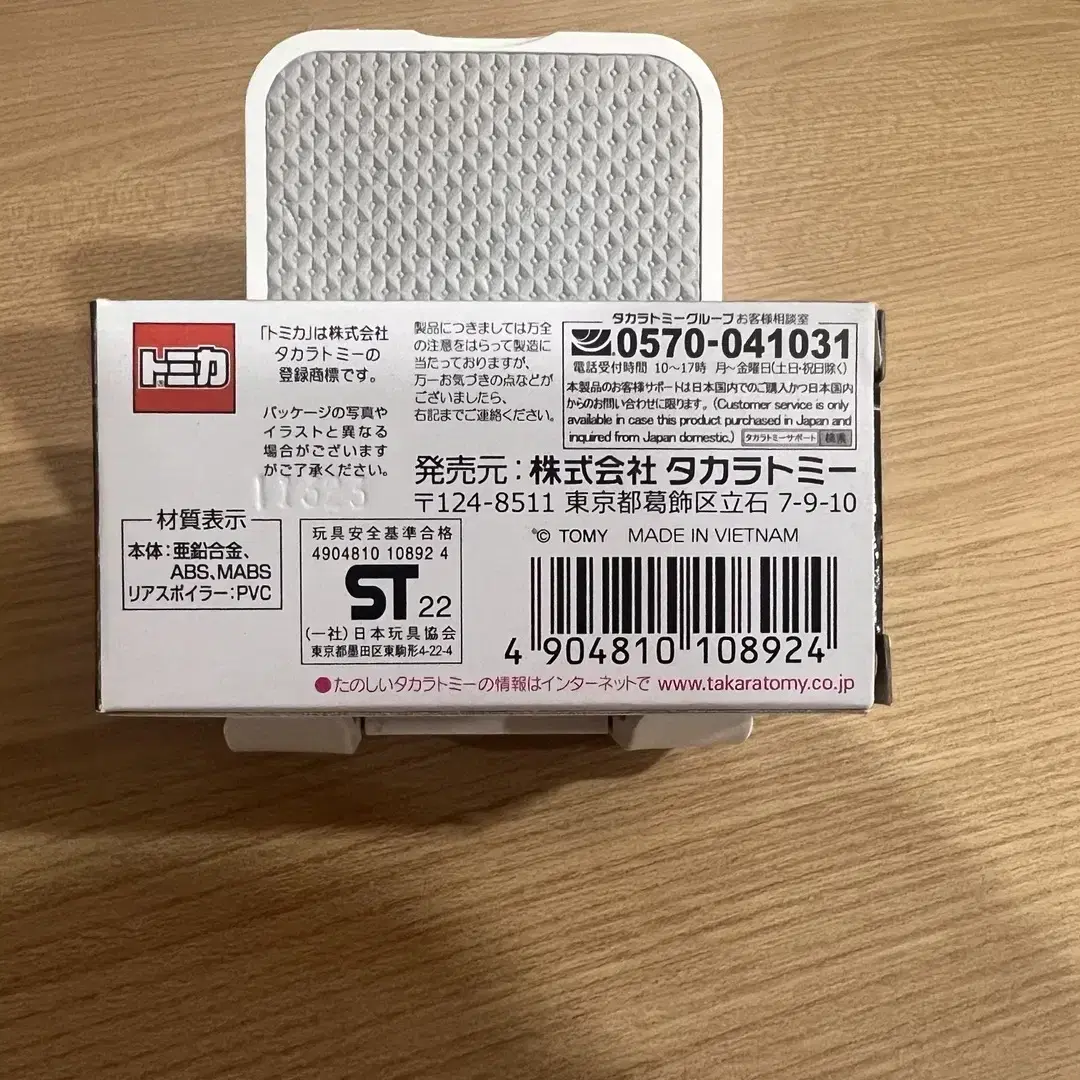 トミカ
「トミカ」は株式会社
タカラトミーの
登録商標です。
パッケージの写真や
イラストと異なる
場合がございます
がご了承ください。
製品につきましては万全
の注意をはらって製造に
当たっておりますが、
万一お気づきの点などが
ございましたら、
右記までご連絡ください。
タカラトミーグループお客様相談室
0570-041031
電話受付時間 10〜17時 月〜金曜日(土日・祝日除く)
本製品のお客様サポートは日本国内でのご購入かつ日本国内
からのお問い合わせに限ります。(Customer service is only
available in case this product purchased in Japan and
inquired from Japan domestic.) タカラトミーサポート 検索
発売元:株式会社 タカラトミー
〒124-8511 東京都葛飾区立石 7-9-10
© TOMY MADE IN VIETNAM
材質表示
本体:亜鉛合金、
ABS、MABS
リアスポイラー:PVC
玩具安全基準合格
4904810 10892 4
ST 22
(一社)日本玩具協会
東京都墨田区東駒形4-22-4
4 904810 108924
●たのしいタカラトミーの情報はインターネットで www.takaratomy.co.jp